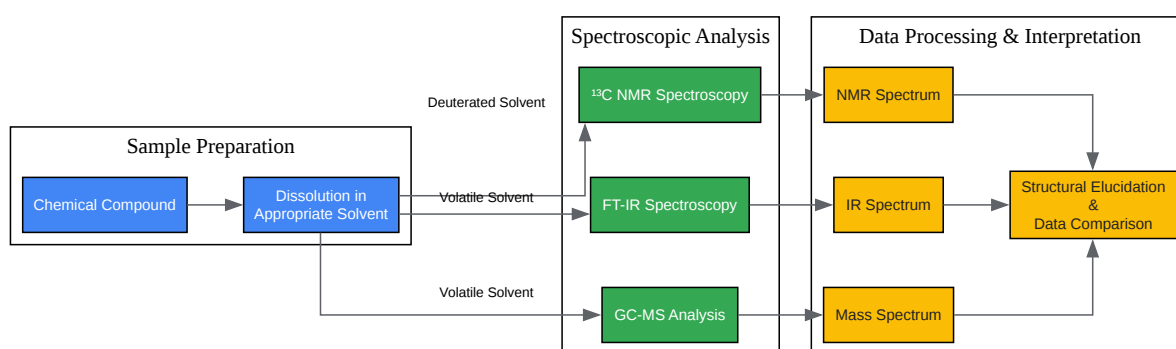 Sample Preparation
Chemical Compound
Dissolution in
Appropriate Solvent
Deuterated Solvent
Volatile Solvent
Volatile Solvent
Spectroscopic Analysis
¹³C NMR Spectroscopy
FT-IR Spectroscopy
GC-MS Analysis
Data Processing & Interpretation
NMR Spectrum
IR Spectrum
Mass Spectrum
Structural Elucidation
&
Data Comparison